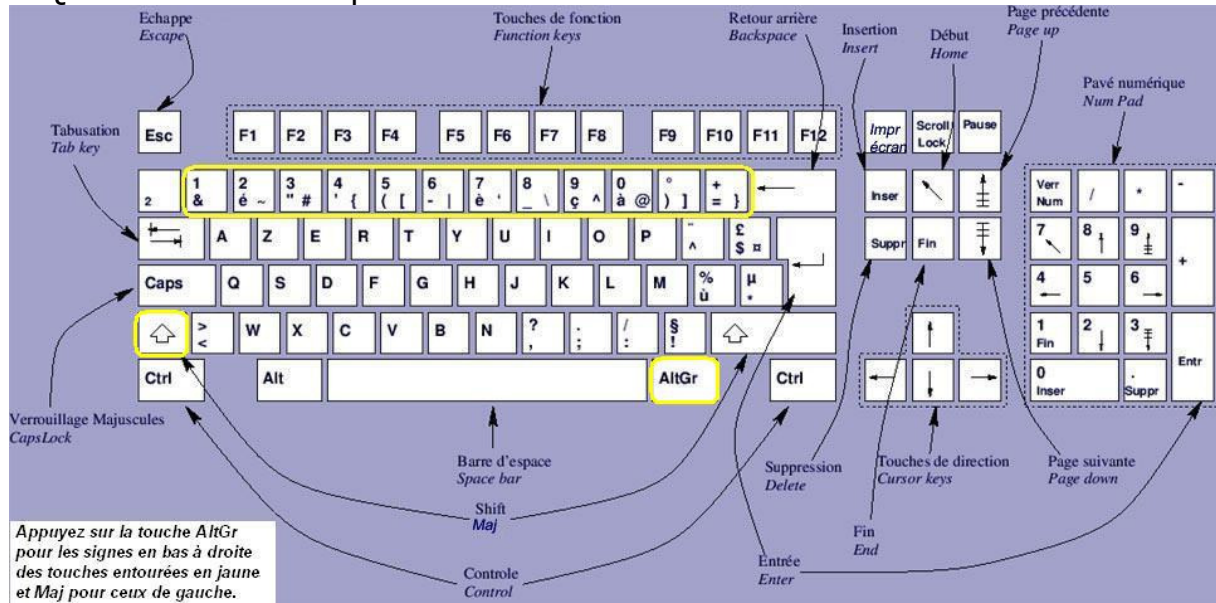 Echappe
Escape
Touches de fonction
Function keys
Retour arrière
Backspace
Insertion
Insert
Début
Home
Page précédente
Page up
Pavé numérique
Num Pad
Tabusation
Tab key
Esc F1 F2 F3 F4 F5 F6 F7 F8 F9 F10 F11 F12
Impr écran Scroll Lock Pause
2 1 & 2 é ~ 3 " # 4 ' { 5 ( [ 6 - | 7 è ‘ 8 _ \ 9 ç ^ 0 à @ ° ) ] + = }
Inser
Verr Num / * -
A Z E R T Y U I O P ¨ ^ £ $ ¤
Suppr Fin
7 8 9 +
Caps Q S D F G H J K L M % ù µ *
4 5 6
> < W X C V B N ? , . ; / : § !
1 Fin 2 3 Entr
Ctrl Alt AltGr Ctrl
0 Inser . Suppr
Verrouillage Majuscules
CapsLock
Barre d'espace
Space bar
Suppression
Delete
Touches de direction
Cursor keys
Page suivante
Page down
Shift
Maj
Fin
End
Entrée
Enter
Controle
Control
Appuyez sur la touche AltGr
pour les signes en bas à droite
des touches entourées en jaune
et Maj pour ceux de gauche.